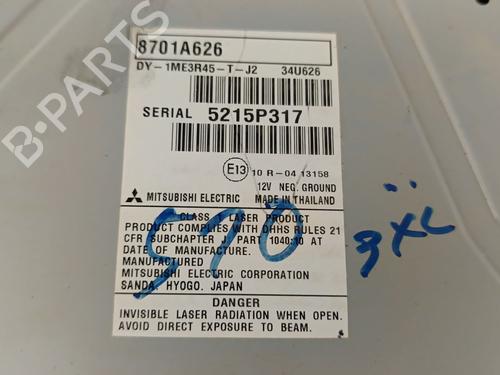 8701A626
DY-1ME3R45-T-J2 34U626
SERIAL 5215P317
E13 10 R-04 13158
12V NEG. GROUND
MITSUBISHI ELECTRIC MADE IN THAILAND
CLASS LASER PRODUCT
PRODUCT COMPLIES WITH DHHS RULES 21
CFR SUBCHAPTER J, PART 1040:10 AT
DATE OF MANUFACTURE.
MANUFACTURED
MITSUBISHI ELECTRIC CORPORATION
SANDA, HYOGO, JAPAN
DANGER
INVISIBLE LASER RADIATION WHEN OPEN.
AVOID DIRECT EXPOSURE TO BEAM.
570
3XL
B-PARTS